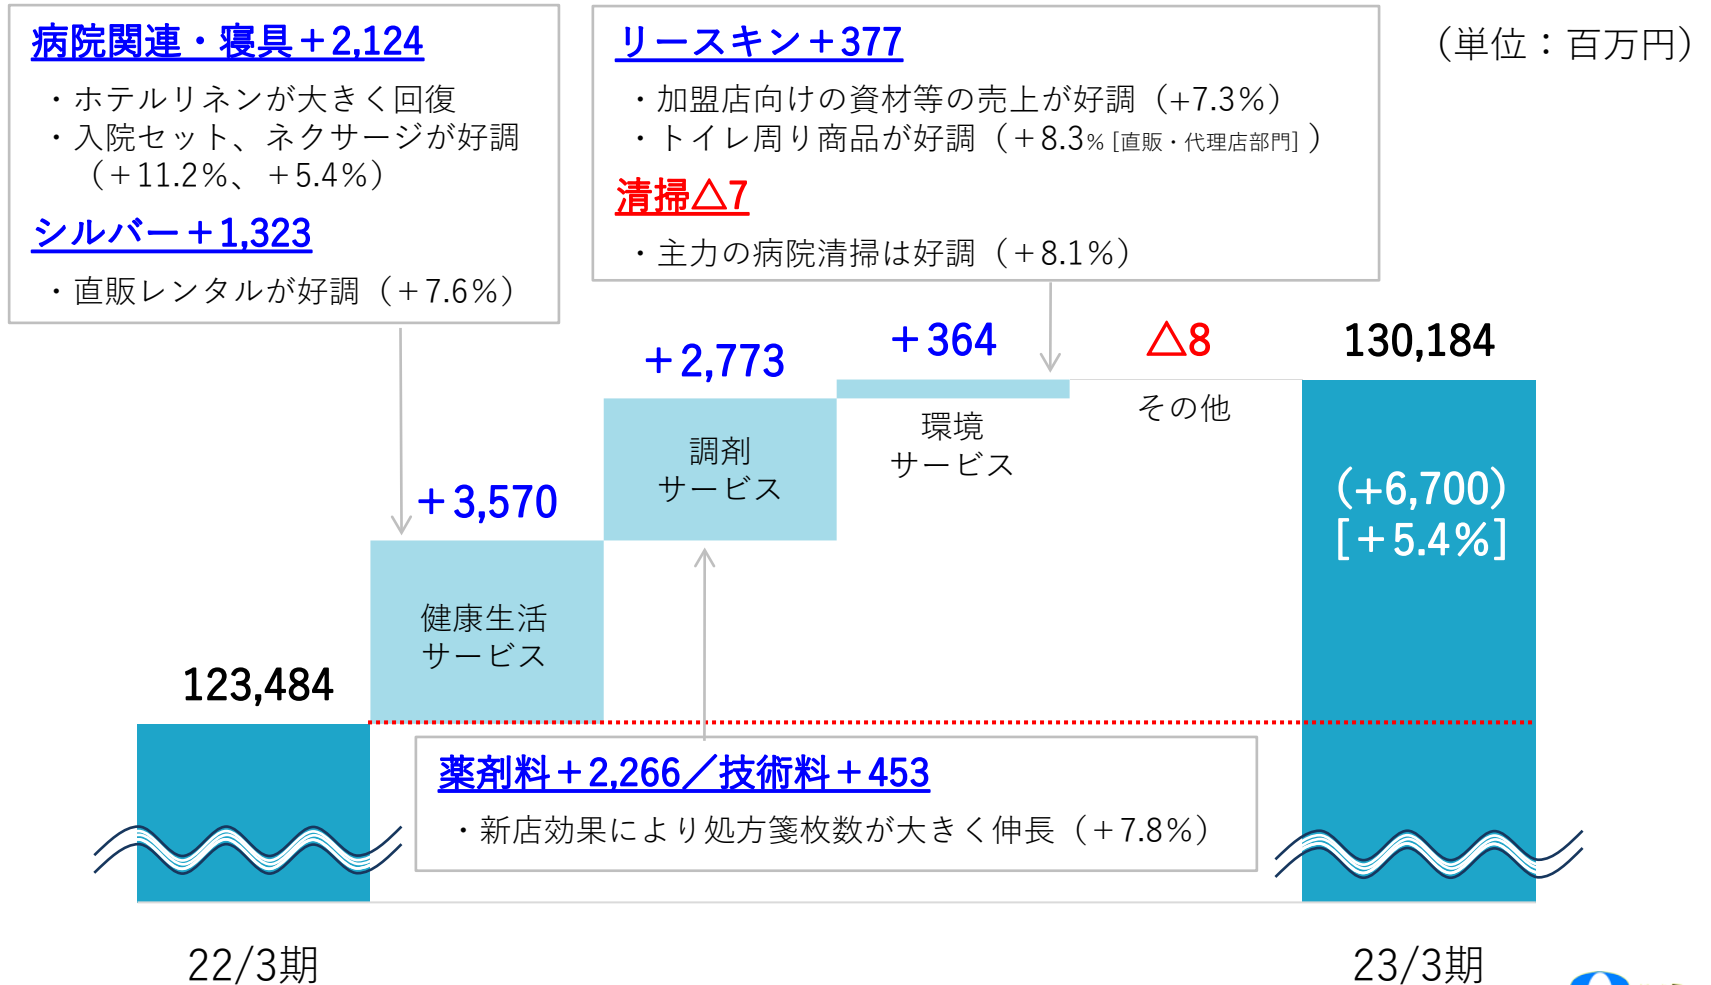 病院関連・寝具＋2,124
・ホテルリネンが大きく回復
・入院セット、ネクサージが好調
（＋11.2％、＋5.4％）
シルバー＋1,323
・直販レンタルが好調（＋7.6％）
リースキン＋377
・加盟店向けの資材等の売上が好調（+7.3％）
・トイレ周り商品が好調（＋8.3％［直販・代理店部門］）
清掃△7
・主力の病院清掃は好調（＋8.1％）
（単位：百万円）
＋364
△8
130,184
＋2,773
その他
環境
サービス
調剤
サービス
（+6,700）
［＋5.4％］
＋3,570
健康生活
サービス
123,484
薬剤料＋2,266／技術料＋453
・新店効果により処方箋枚数が大きく伸長（＋7.8％）
22/3期
23/3期